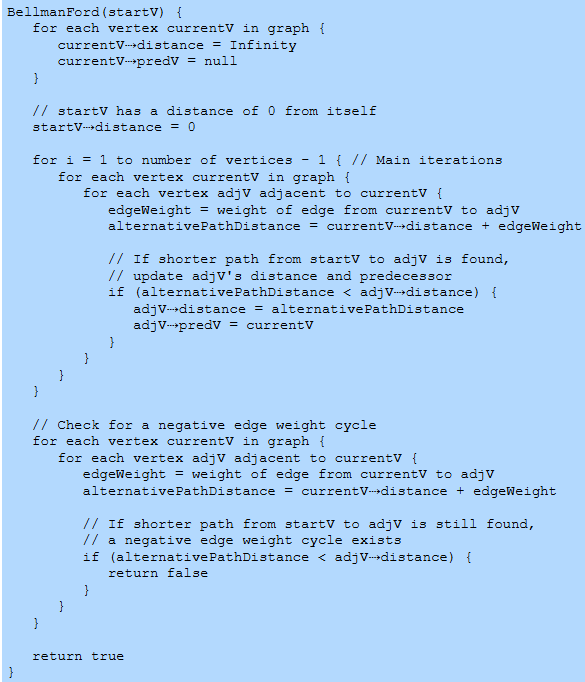 BellmanFord(startV) {
   for each vertex currentV in graph {
      currentV⇢distance = Infinity
      currentV⇢predV = null
   }

   // startV has a distance of 0 from itself
   startV⇢distance = 0

   for i = 1 to number of vertices - 1 { // Main iterations
      for each vertex currentV in graph {
         for each vertex adjV adjacent to currentV {
            edgeWeight = weight of edge from currentV to adjV
            alternativePathDistance = currentV⇢distance + edgeWeight

            // If shorter path from startV to adjV is found,
            // update adjV's distance and predecessor
            if (alternativePathDistance < adjV⇢distance) {
               adjV⇢distance = alternativePathDistance
               adjV⇢predV = currentV
            }
         }
      }
   }

   // Check for a negative edge weight cycle
   for each vertex currentV in graph {
      for each vertex adjV adjacent to currentV {
         edgeWeight = weight of edge from currentV to adjV
         alternativePathDistance = currentV⇢distance + edgeWeight

         // If shorter path from startV to adjV is still found,
         // a negative edge weight cycle exists
         if (alternativePathDistance < adjV⇢distance) {
            return false
         }
      }
   }

   return true
}